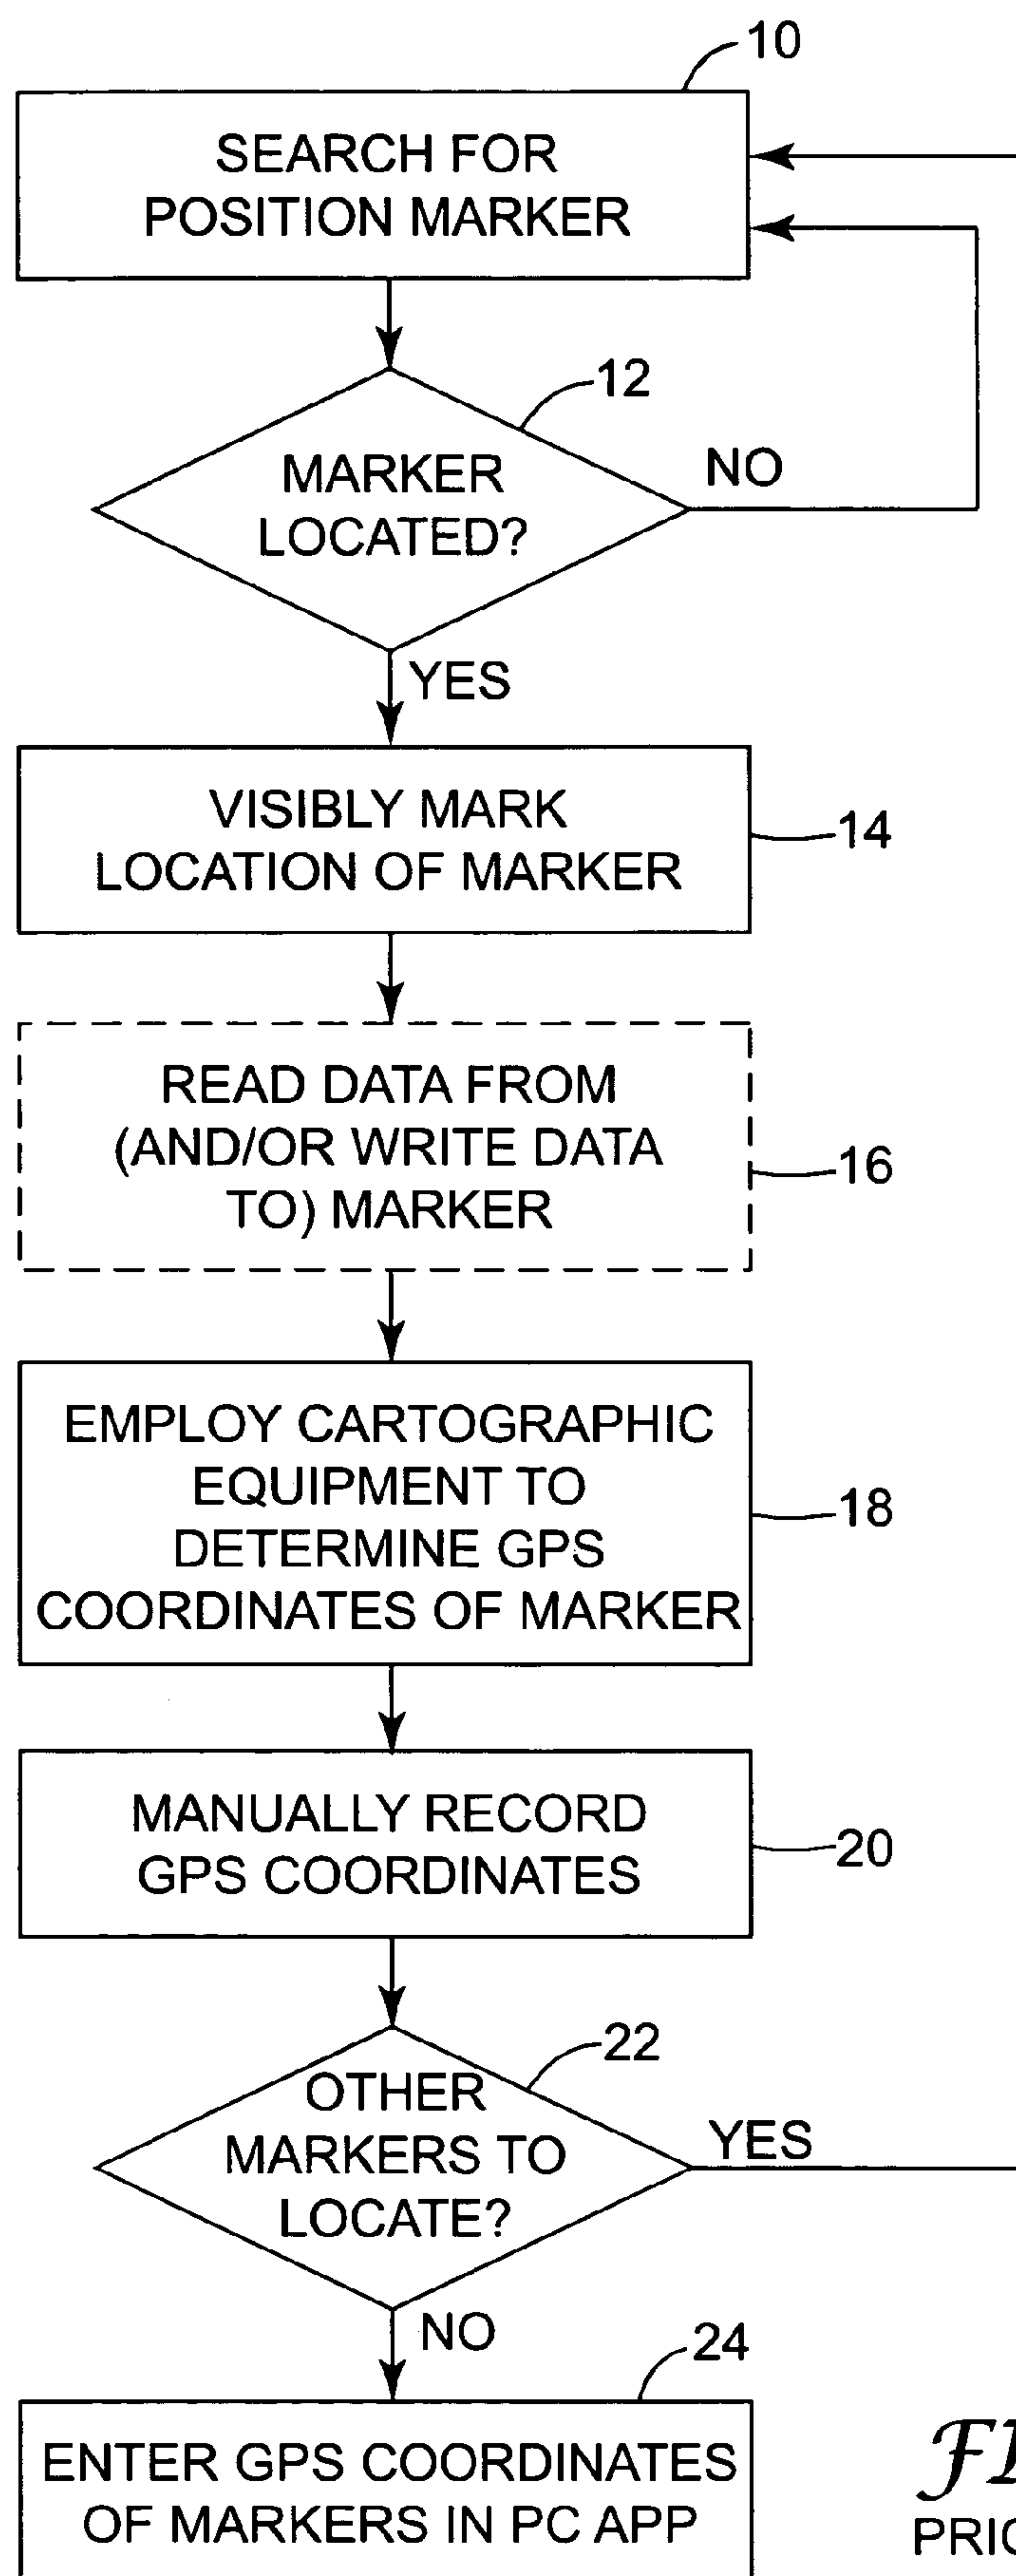 10
SEARCH FOR
POSITION MARKER
12
MARKER
LOCATED?
NO
YES
VISIBLY MARK
LOCATION OF MARKER
14
READ DATA FROM
(AND/OR WRITE DATA
TO) MARKER
16
EMPLOY CARTOGRAPHIC
EQUIPMENT TO
DETERMINE GPS
COORDINATES OF MARKER
18
MANUALLY RECORD
GPS COORDINATES
20
22
OTHER
MARKERS TO
LOCATE?
YES
NO
24
ENTER GPS COORDINATES
OF MARKERS IN PC APP